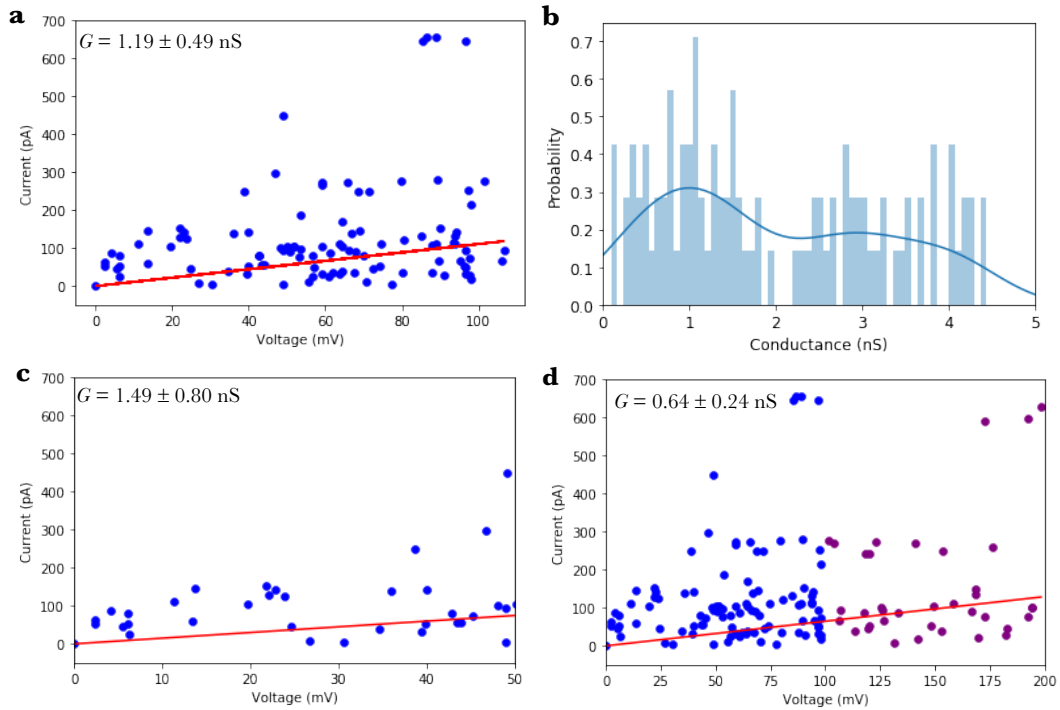 a
G = 1.19 ± 0.49 nS
700
600
500
400
300
200
100
0
Current (pA)
0 20 40 60 80 100
Voltage (mV)
b
0.7
0.6
0.5
0.4
0.3
0.2
0.1
0.0
Probability
0 1 2 3 4 5
Conductance (nS)
c
G = 1.49 ± 0.80 nS
700
600
500
400
300
200
100
0
Current (pA)
0 10 20 30 40 50
Voltage (mV)
d
G = 0.64 ± 0.24 nS
700
600
500
400
300
200
100
0
Current (pA)
0 25 50 75 100 125 150 175 200
Voltage (mV)